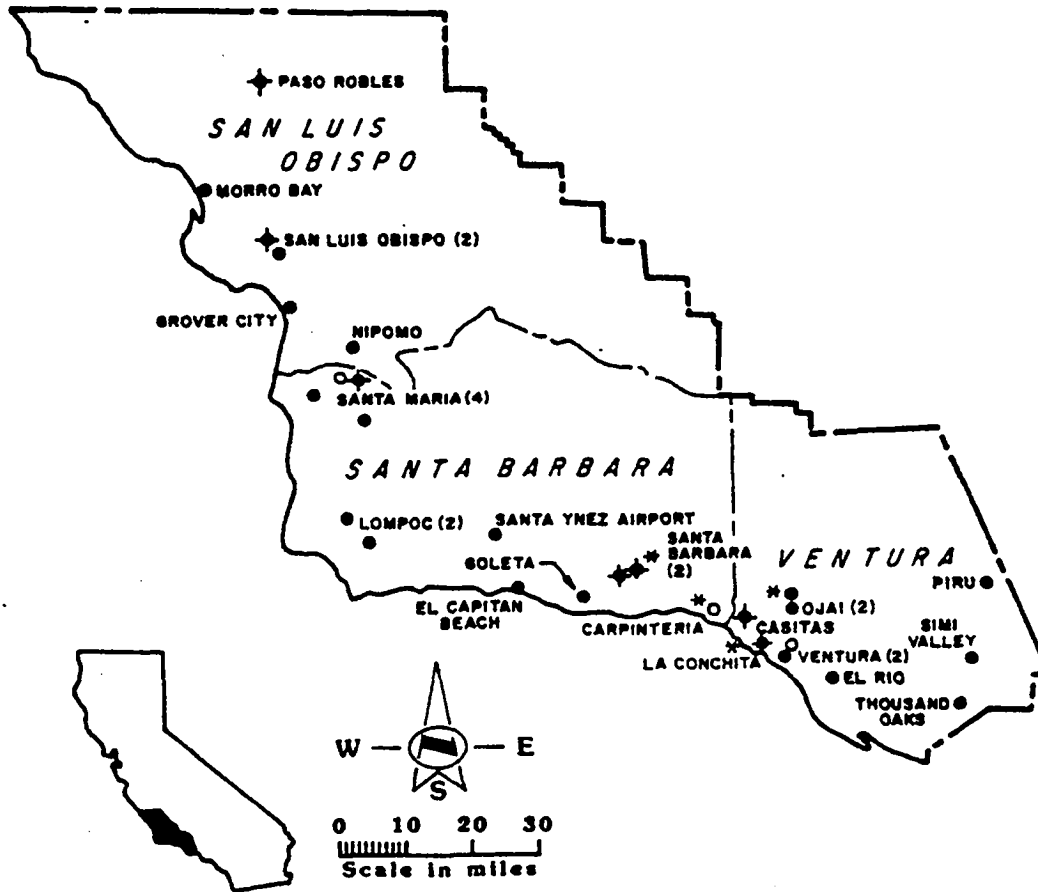 PASO ROBLES
SAN LUIS
OBISPO
MORRO BAY
SAN LUIS OBISPO (2)
GROVER CITY
NIPOMO
SANTA MARIA (4)
SANTA BARBARA
LOMPOC (2)
SANTA YNEZ AIRPORT
SANTA
BARBARA
(2)
VENTURA
GOLETA
PIRU
EL CAPITAN
BEACH
OJAI (2)
CARPINTERIA
CASITAS
SIMI
VALLEY
LA CONCHITA
VENTURA (2)
EL RIO
THOUSAND
OAKS
N
W
E
S
0 10 20 30
Scale in miles